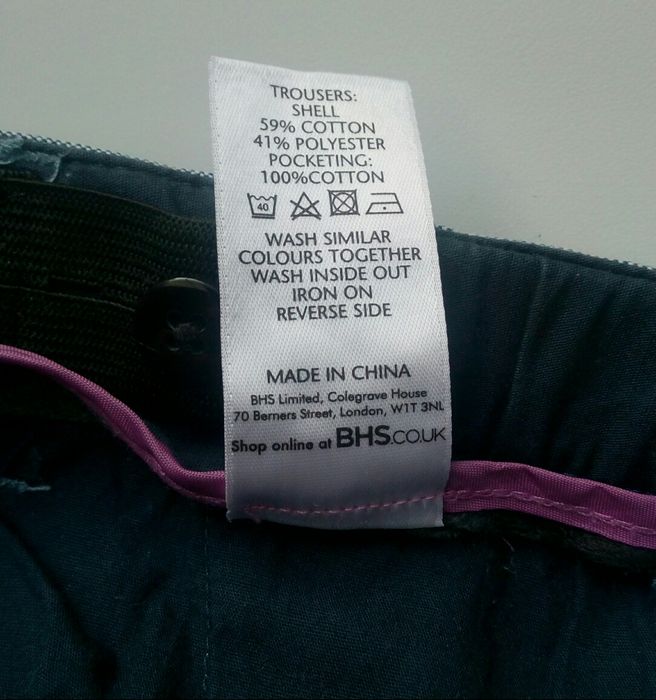 TROUSERS:
SHELL
59% COTTON
41% POLYESTER
POCKETING:
100%COTTON
40
WASH SIMILAR
COLOURS TOGETHER
WASH INSIDE OUT
IRON ON
REVERSE SIDE
MADE IN CHINA
BHS Limited, Colegrave House
70 Berners Street, London, W1T 3NL
Shop online at BHS.CO.UK